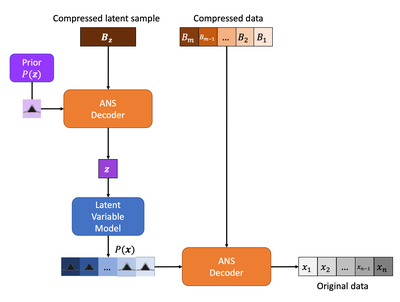 Compressed latent sample
Compressed data
B_z
B_m B_{m-1} ... B_2 B_1
Prior
P(z)
ANS
Decoder
z
Latent
Variable
Model
P(x)
...
ANS
Decoder
x_1 x_2 ... x_{n-1} x_n
Original data